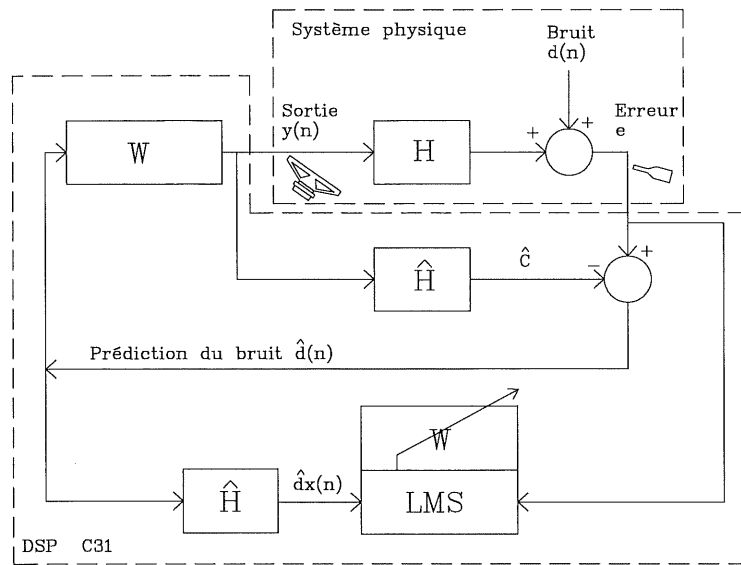 Système physique
Bruit
d(n)
Sortie
y(n)
Erreur
e
W
H
+
+
Ĥ
Ĉ
−
+
Prédiction du bruit d̂(n)
W
Ĥ
d̂x(n)
LMS
DSP C31